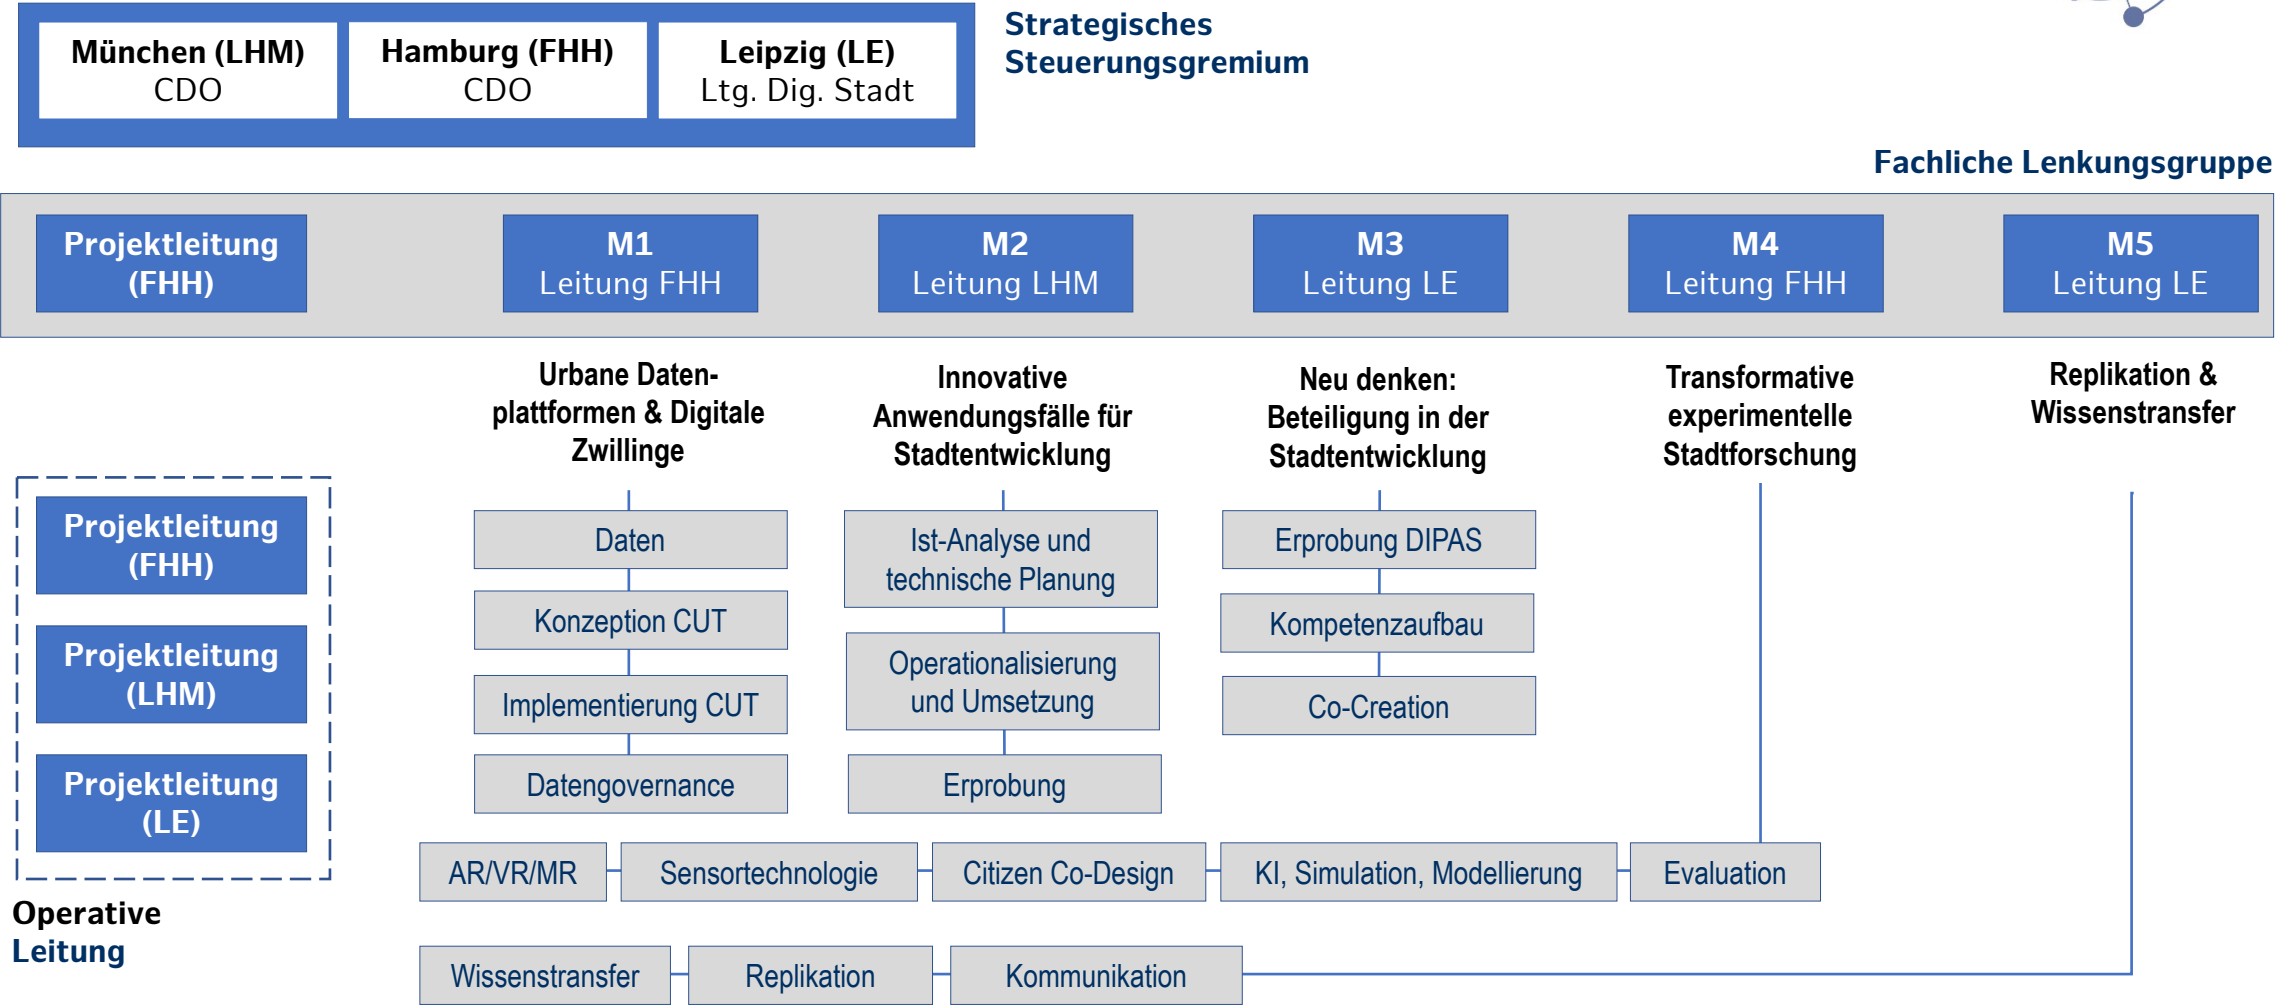 München (LHM)
CDO
Hamburg (FHH)
CDO
Leipzig (LE)
Ltg. Dig. Stadt
Strategisches
Steuerungsgremium
Fachliche Lenkungsgruppe
Projektleitung
(FHH)
M1
Leitung FHH
M2
Leitung LHM
M3
Leitung LE
M4
Leitung FHH
M5
Leitung LE
Urbane Daten-
plattformen & Digitale
Zwillinge
Innovative
Anwendungsfälle für
Stadtentwicklung
Neu denken:
Beteiligung in der
Stadtentwicklung
Transformative
experimentelle
Stadtforschung
Replikation &
Wissenstransfer
Projektleitung
(FHH)
Projektleitung
(LHM)
Projektleitung
(LE)
Operative
Leitung
Daten
Konzeption CUT
Implementierung CUT
Datengovernance
Ist-Analyse und
technische Planung
Operationalisierung
und Umsetzung
Erprobung
Erprobung DIPAS
Kompetenzaufbau
Co-Creation
AR/VR/MR
Sensortechnologie
Citizen Co-Design
KI, Simulation, Modellierung
Evaluation
Wissenstransfer
Replikation
Kommunikation